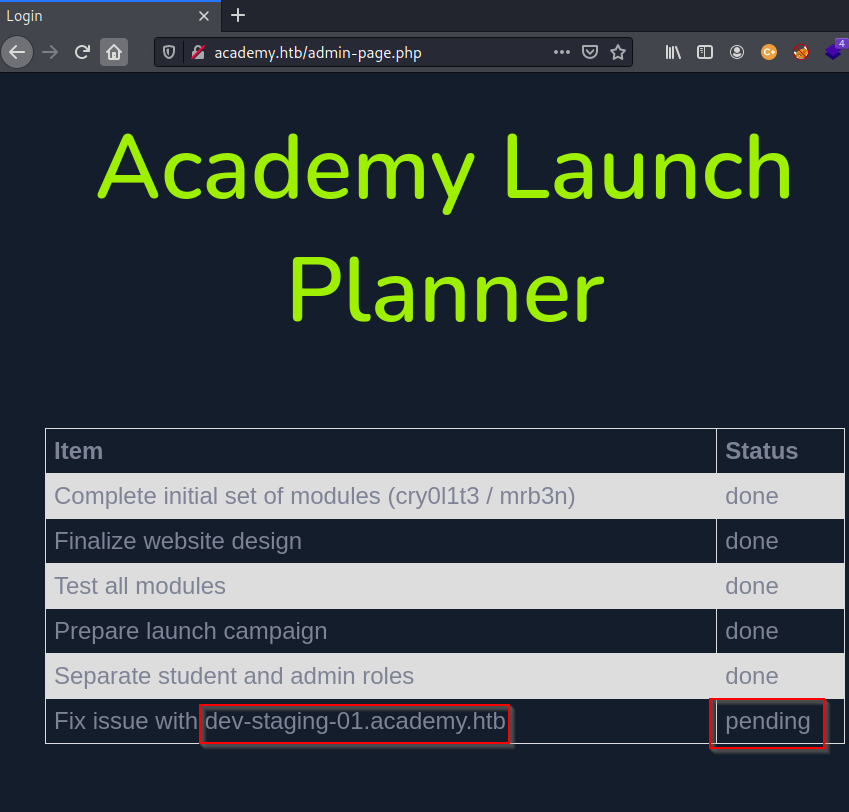 Login
academy.htb/admin-page.php
4
Academy Launch
Planner
Item Status
Complete initial set of modules (cry0l1t3 / mrb3n) done
Finalize website design done
Test all modules done
Prepare launch campaign done
Separate student and admin roles done
Fix issue with dev-staging-01.academy.htb pending